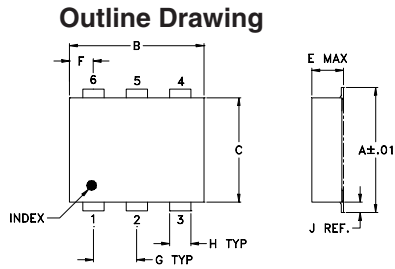 Outline Drawing
B
F
E MAX
6 5 4
C
A±.01
INDEX
1 2 3
J REF.
H TYP
G TYP